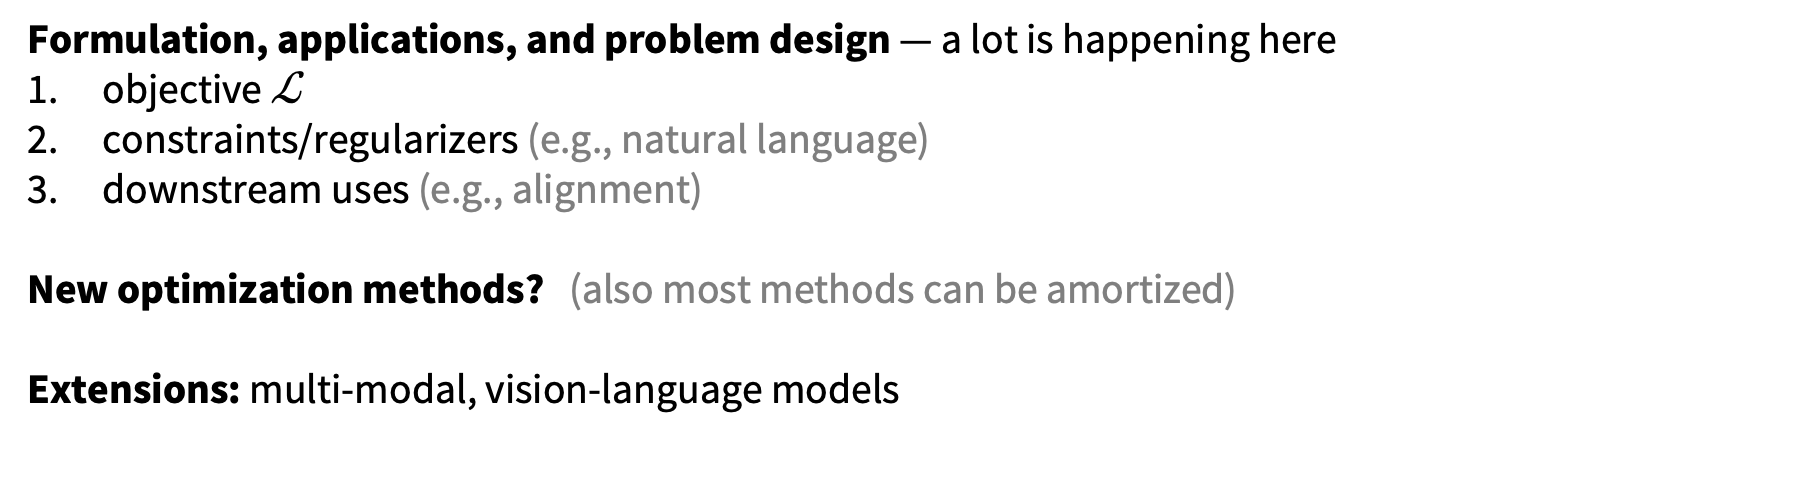 Formulation, applications, and problem design — a lot is happening here
1. objective ℒ
2. constraints/regularizers (e.g., natural language)
3. downstream uses (e.g., alignment)
New optimization methods? (also most methods can be amortized)
Extensions: multi-modal, vision-language models